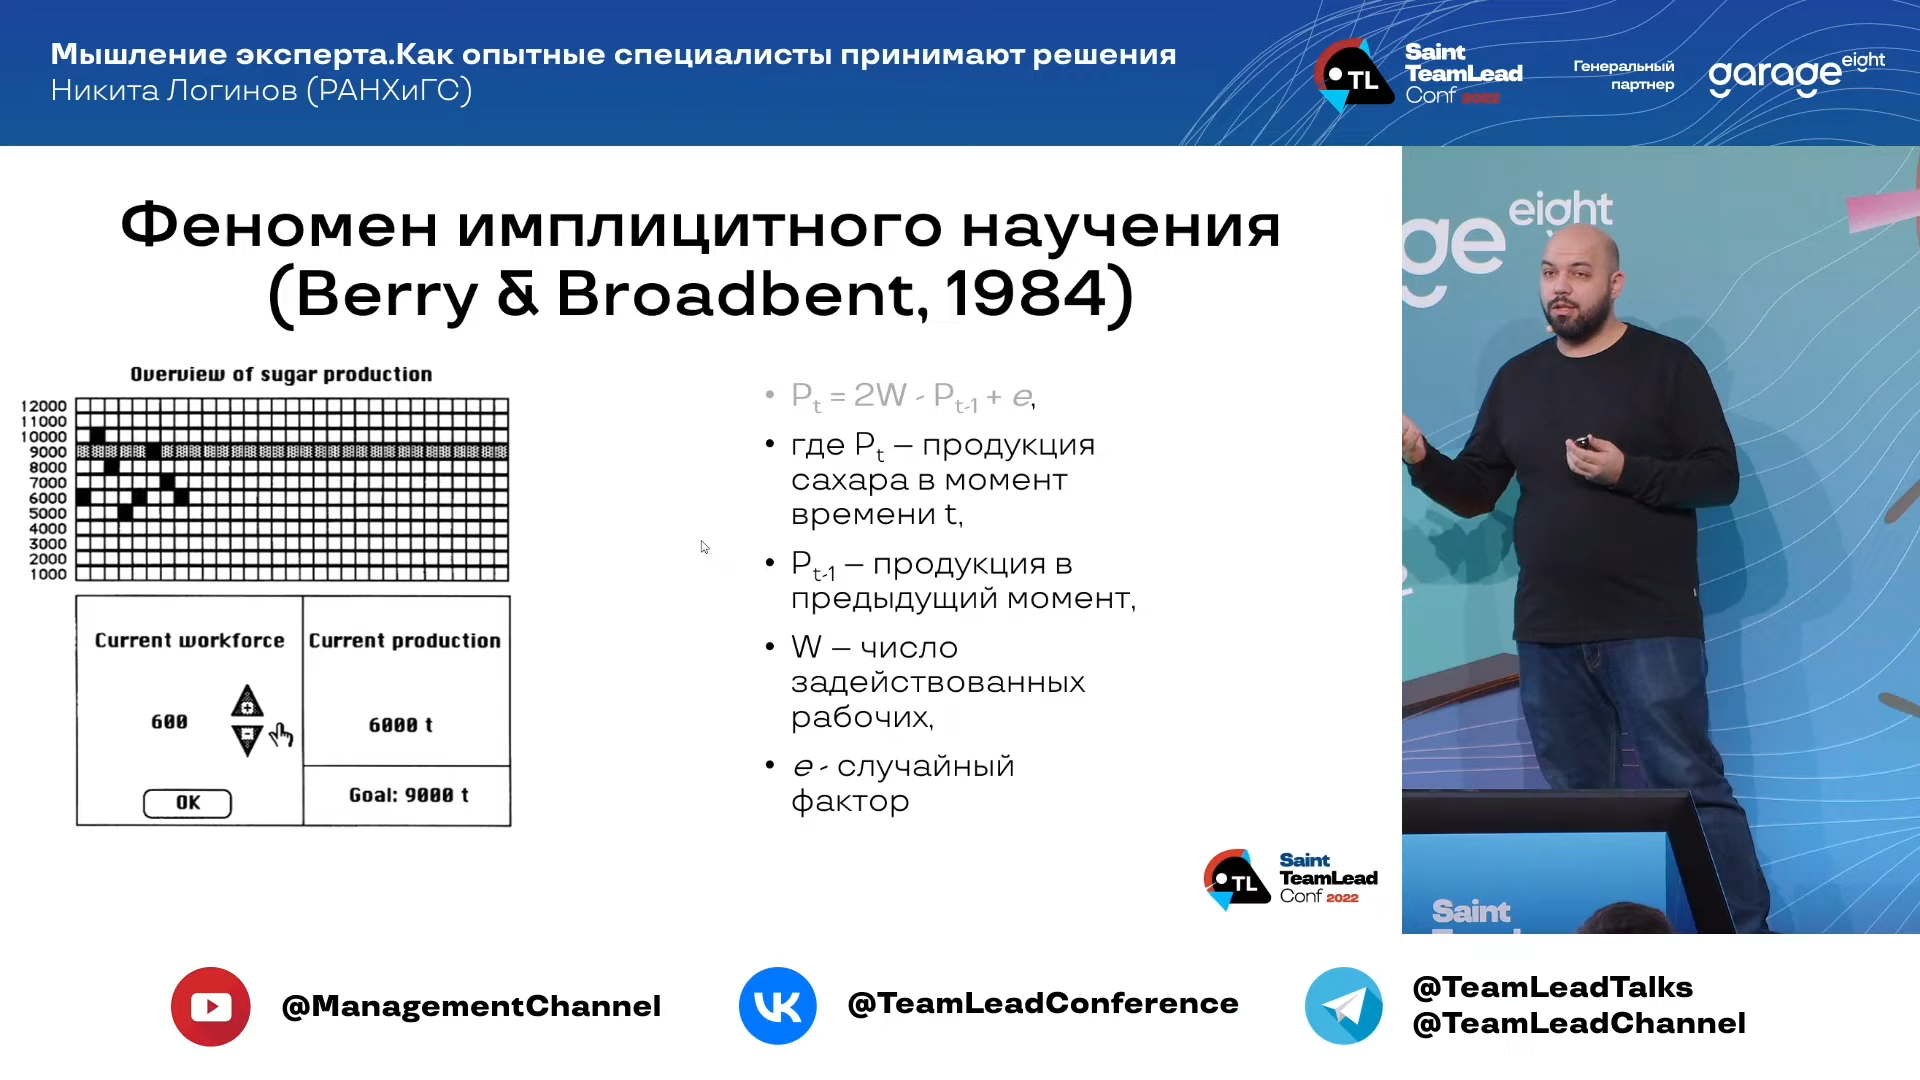 Мышление эксперта.Как опытные специалисты принимают решения
Никита Логинов (РАНХиГС)
TL
Saint
TeamLead
Conf 2022
Генеральный
партнер
garage eight
Феномен имплицитного научения
(Berry & Broadbent, 1984)
Overview of sugar production
12000
11000
10000
9000
8000
7000
6000
5000
4000
3000
2000
1000
Current workforce
600
OK
Current production
6000 t
Goal: 9000 t
• Pt = 2W - Pt-1 + e,
• где Pt – продукция
сахара в момент
времени t,
• Pt-1 – продукция в
предыдущий момент,
• W – число
задействованных
рабочих,
• e - случайный
фактор
TL
Saint
TeamLead
Conf 2022
ge eight
Saint
@ManagementChannel
@TeamLeadConference
@TeamLeadTalks
@TeamLeadChannel